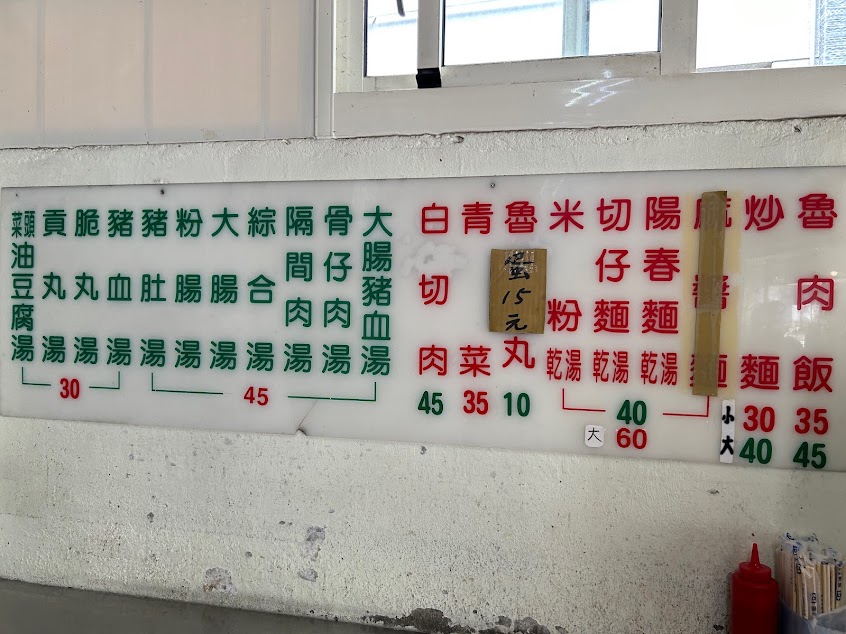 魯肉飯
35
45
炒麵
30
40
小
大
麻醬麵
陽春麵乾湯
切仔麵乾湯
米粉乾湯
40
大
60
魯丸
10
蛋15元
青菜
35
白切肉
45
大腸豬血湯
骨仔肉湯
隔間肉湯
綜合湯
大腸湯
粉腸湯
豬肚湯
45
豬血湯
脆丸湯
貢丸湯
菜頭油豆腐湯
30